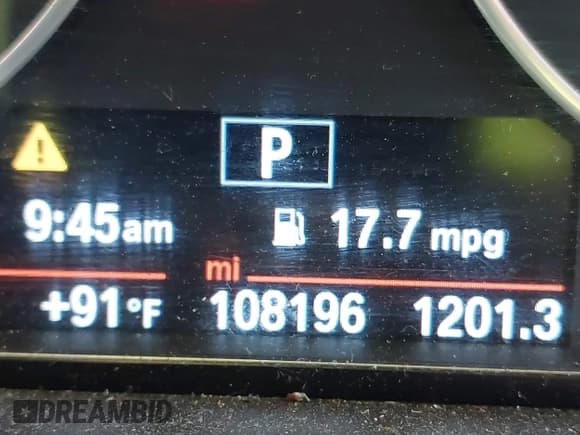 P
9:45am 17.7 mpg
mi
+91°F 108196 1201.3
DREAMBID